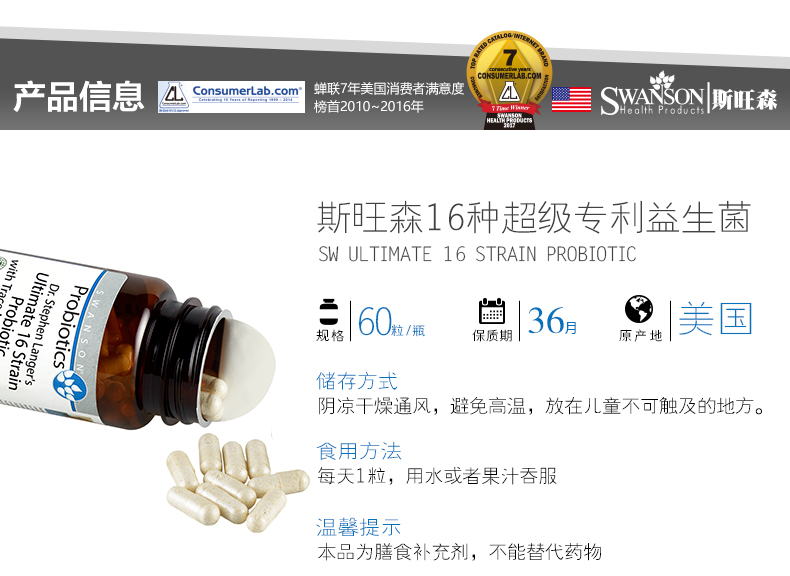 产品信息
ConsumerLab.com®
Celebrating 15 Years of Reporting 1999 - 2014
蝉联7年美国消费者满意度
榜首2010~2016年
TOP RATED CATALOG/INTERNET BRAND
7
consecutive years
CONSUMERLAB.COM
7 Time Winner
SWANSON
HEALTH PRODUCTS
2017
SWANSON
Health Products
斯旺森
斯旺森16种超级专利益生菌
SW ULTIMATE 16 STRAIN PROBIOTIC
规格 60粒/瓶
保质期 36月
原产地 美国
SWANSON
Probiotics
Dr. Stephen Langer's
Ultimate 16 Strain
Probiotic
储存方式
阴凉干燥通风，避免高温，放在儿童不可触及的地方。
食用方法
每天1粒，用水或者果汁吞服
温馨提示
本品为膳食补充剂，不能替代药物